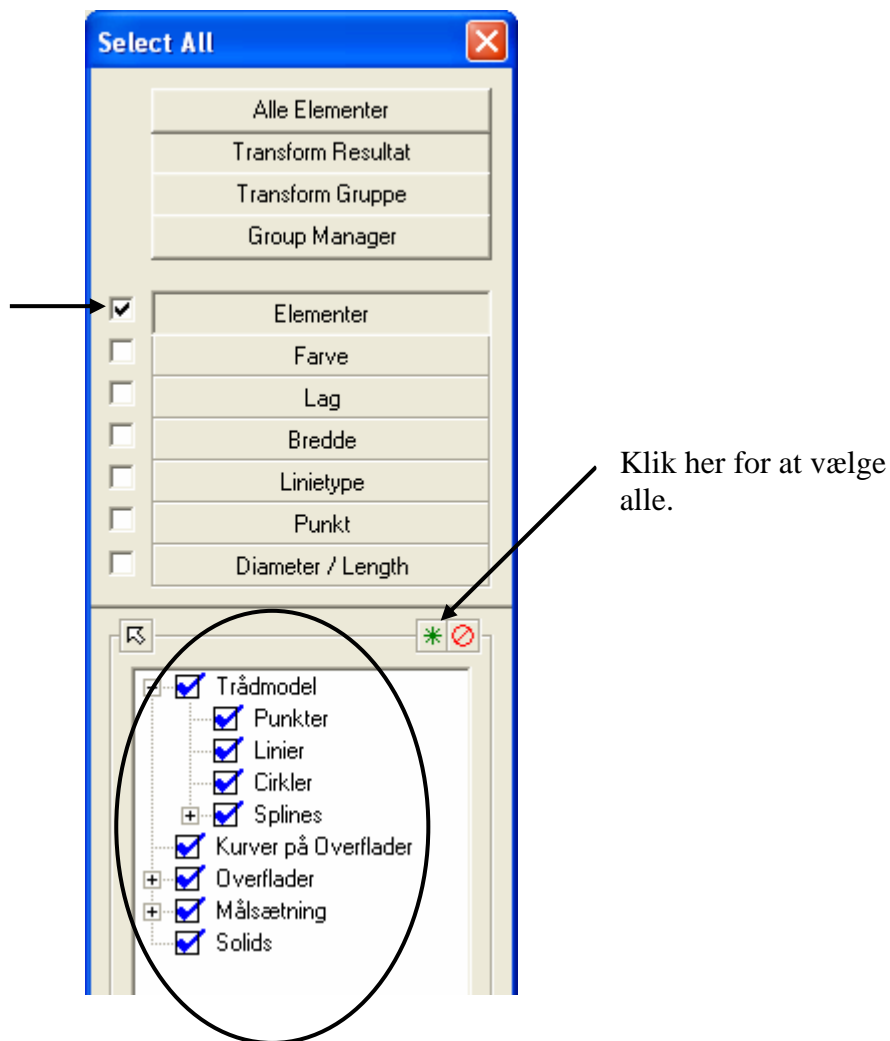 Select All
Alle Elementer
Transform Resultat
Transform Gruppe
Group Manager
Elementer
Farve
Lag
Bredde
Linietype
Punkt
Diameter / Length
Klik her for at vælge
alle.
Trådmodel
Punkter
Linier
Cirkler
Splines
Kurver på Overflader
Overflader
Målsætning
Solids